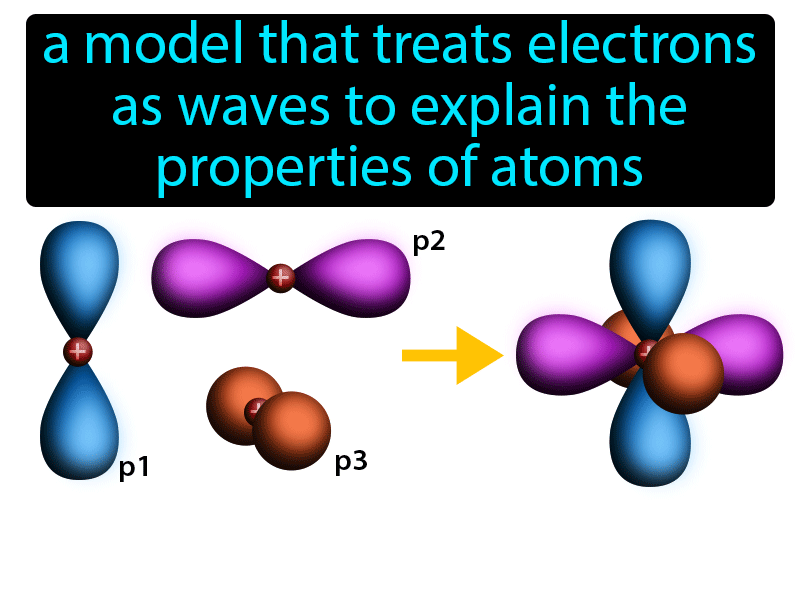 a model that treats electrons
as waves to explain the
properties of atoms
p2
+
+
+
+
p3
p1